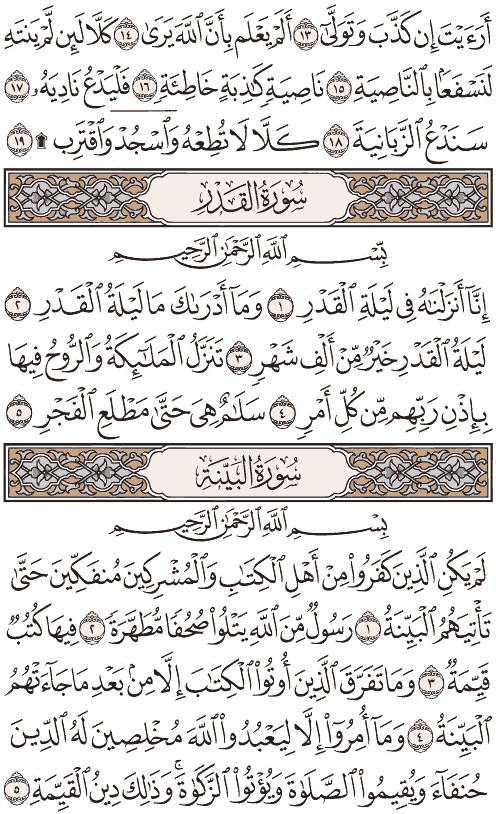 أَرَءَيْتَ إِن كَذَّبَ وَتَوَلَّىٰٓ ١٣ أَلَمْ يَعْلَم بِأَنَّ ٱللَّهَ يَرَىٰ ١٤ كَلَّا لَئِن لَّمْ يَنتَهِ
لَنَسْفَعًۢا بِٱلنَّاصِيَةِ ١٥ نَاصِيَةٍ كَٰذِبَةٍ خَاطِئَةٍ ١٦ فَلْيَدْعُ نَادِيَهُۥ ١٧
سَنَدْعُ ٱلزَّبَانِيَةَ ١٨ كَلَّا لَا تُطِعْهُ وَٱسْجُدْ وَٱقْتَرِب ۩ ١٩
سُورَةُ القَدْرِ
بِسْمِ ٱللَّهِ ٱلرَّحْمَٰنِ ٱلرَّحِيمِ
إِنَّآ أَنزَلْنَٰهُ فِى لَيْلَةِ ٱلْقَدْرِ ١ وَمَآ أَدْرَىٰكَ مَا لَيْلَةُ ٱلْقَدْرِ ٢
لَيْلَةُ ٱلْقَدْرِ خَيْرٌ مِّنْ أَلْفِ شَهْرٍ ٣ تَنَزَّلُ ٱلْمَلَٰٓئِكَةُ وَٱلرُّوحُ فِيهَا
بِإِذْنِ رَبِّهِم مِّن كُلِّ أَمْرٍ ٤ سَلَٰمٌ هِىَ حَتَّىٰ مَطْلَعِ ٱلْفَجْرِ ٥
سُورَةُ البَيِّنَةِ
بِسْمِ ٱللَّهِ ٱلرَّحْمَٰنِ ٱلرَّحِيمِ
لَمْ يَكُنِ ٱلَّذِينَ كَفَرُوا۟ مِنْ أَهْلِ ٱلْكِتَٰبِ وَٱلْمُشْرِكِينَ مُنفَكِّينَ حَتَّىٰ
تَأْتِيَهُمُ ٱلْبَيِّنَةُ ١ رَسُولٌ مِّنَ ٱللَّهِ يَتْلُوا۟ صُحُفًا مُّطَهَّرَةً ٢ فِيهَا كُتُبٌ
قَيِّمَةٌ ٣ وَمَا تَفَرَّقَ ٱلَّذِينَ أُوتُوا۟ ٱلْكِتَٰبَ إِلَّا مِنۢ بَعْدِ مَا جَآءَتْهُمُ
ٱلْبَيِّنَةُ ٤ وَمَآ أُمِرُوٓا۟ إِلَّا لِيَعْبُدُوا۟ ٱللَّهَ مُخْلِصِينَ لَهُ ٱلدِّينَ
حُنَفَآءَ وَيُقِيمُوا۟ ٱلصَّلَوٰةَ وَيُؤْتُوا۟ ٱلزَّكَوٰةَ ۚ وَذَٰلِكَ دِينُ ٱلْقَيِّمَةِ ٥